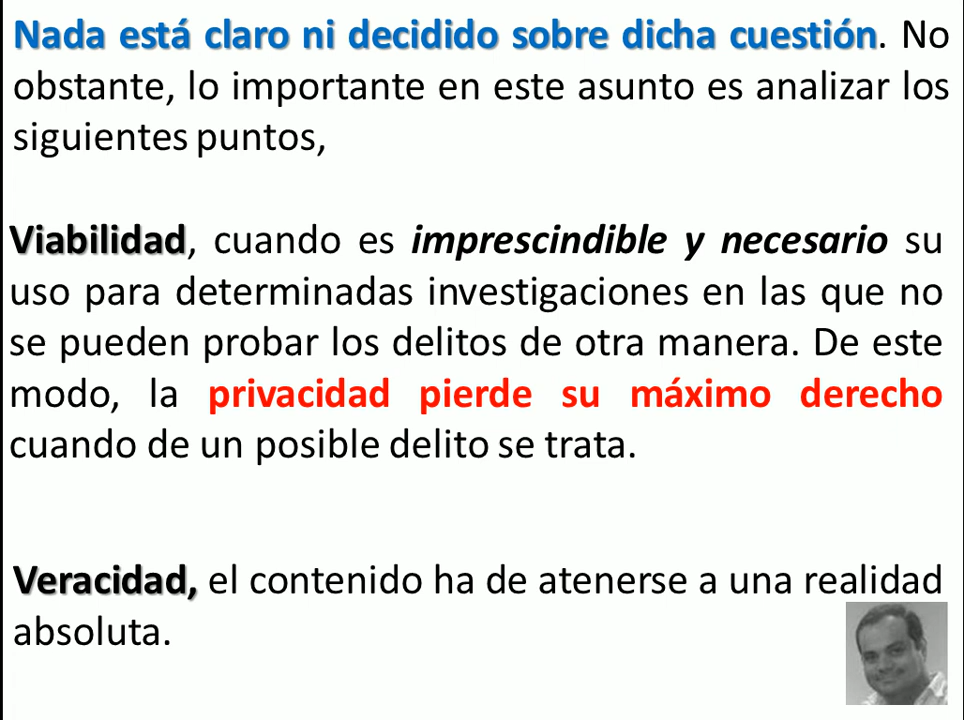 Nada está claro ni decidido sobre dicha cuestión. No
obstante, lo importante en este asunto es analizar los
siguientes puntos,
Viabilidad, cuando es imprescindible y necesario su
uso para determinadas investigaciones en las que no
se pueden probar los delitos de otra manera. De este
modo, la privacidad pierde su máximo derecho
cuando de un posible delito se trata.
Veracidad, el contenido ha de atenerse a una realidad
absoluta.